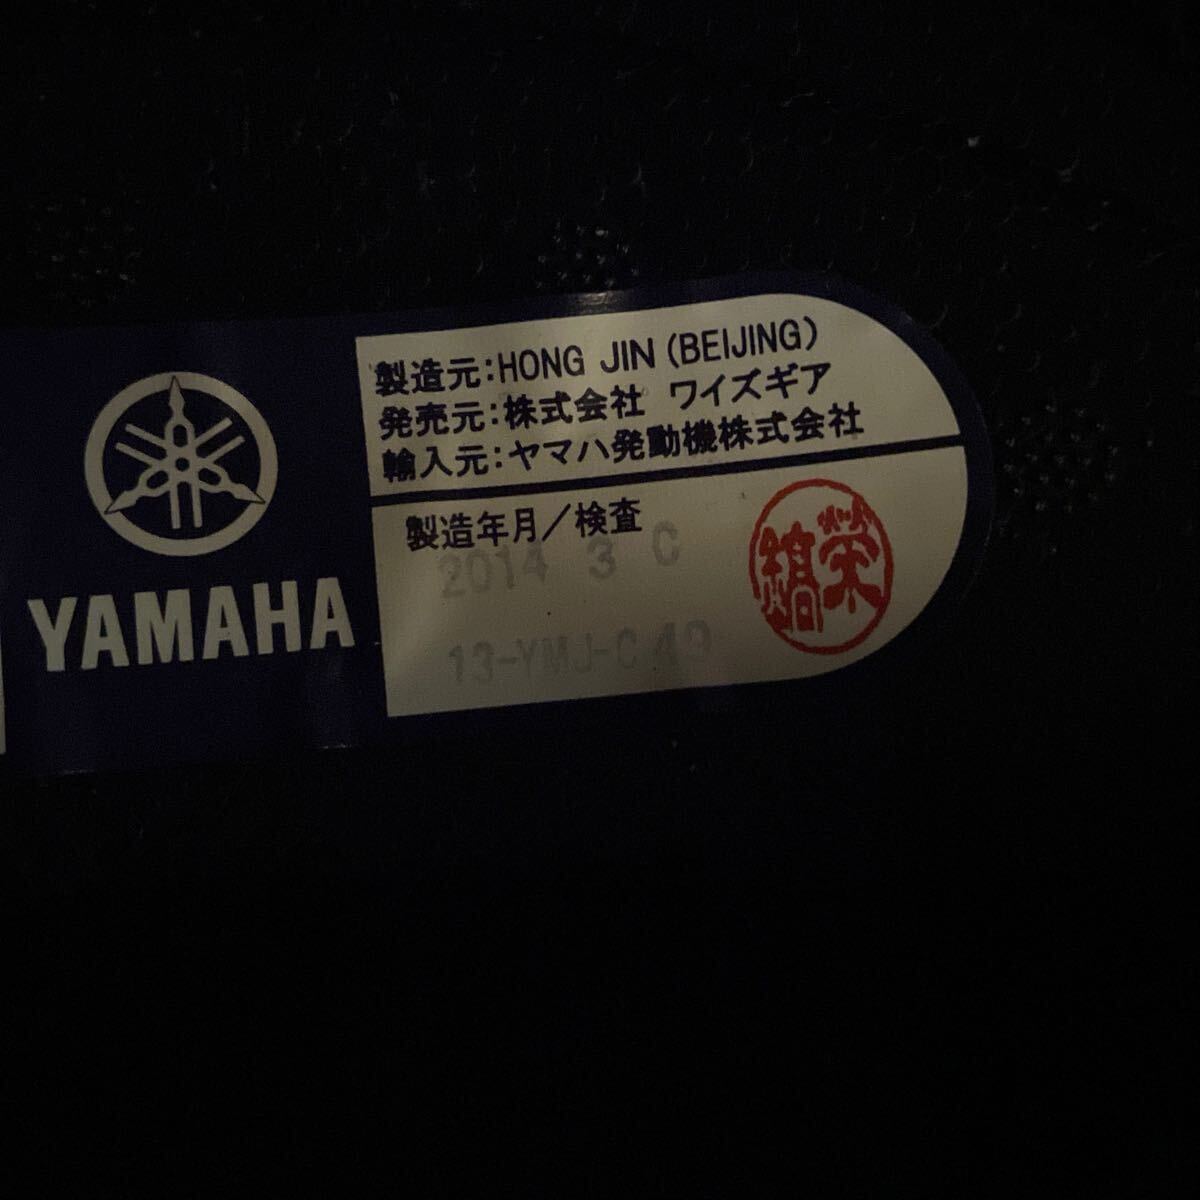 YAMAHA
製造元:HONG JIN (BEIJING)
発売元:株式会社 ワイズギア
輸入元:ヤマハ発動機株式会社
製造年月/検査
2014 3 C
13-YMJ-C 49